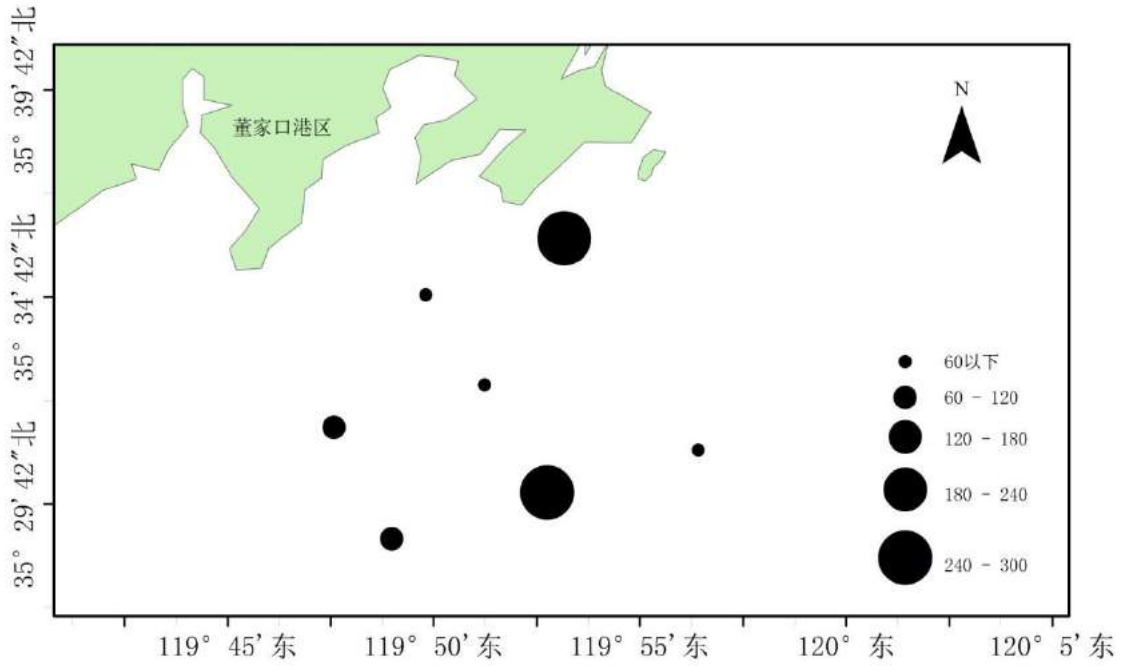 35° 39′ 42″北
35° 34′ 42″北
35° 29′ 42″北
董家口港区
N
60以下
60 - 120
120 - 180
180 - 240
240 - 300
119° 45′东
119° 50′东
119° 55′东
120° 东
120° 5′东